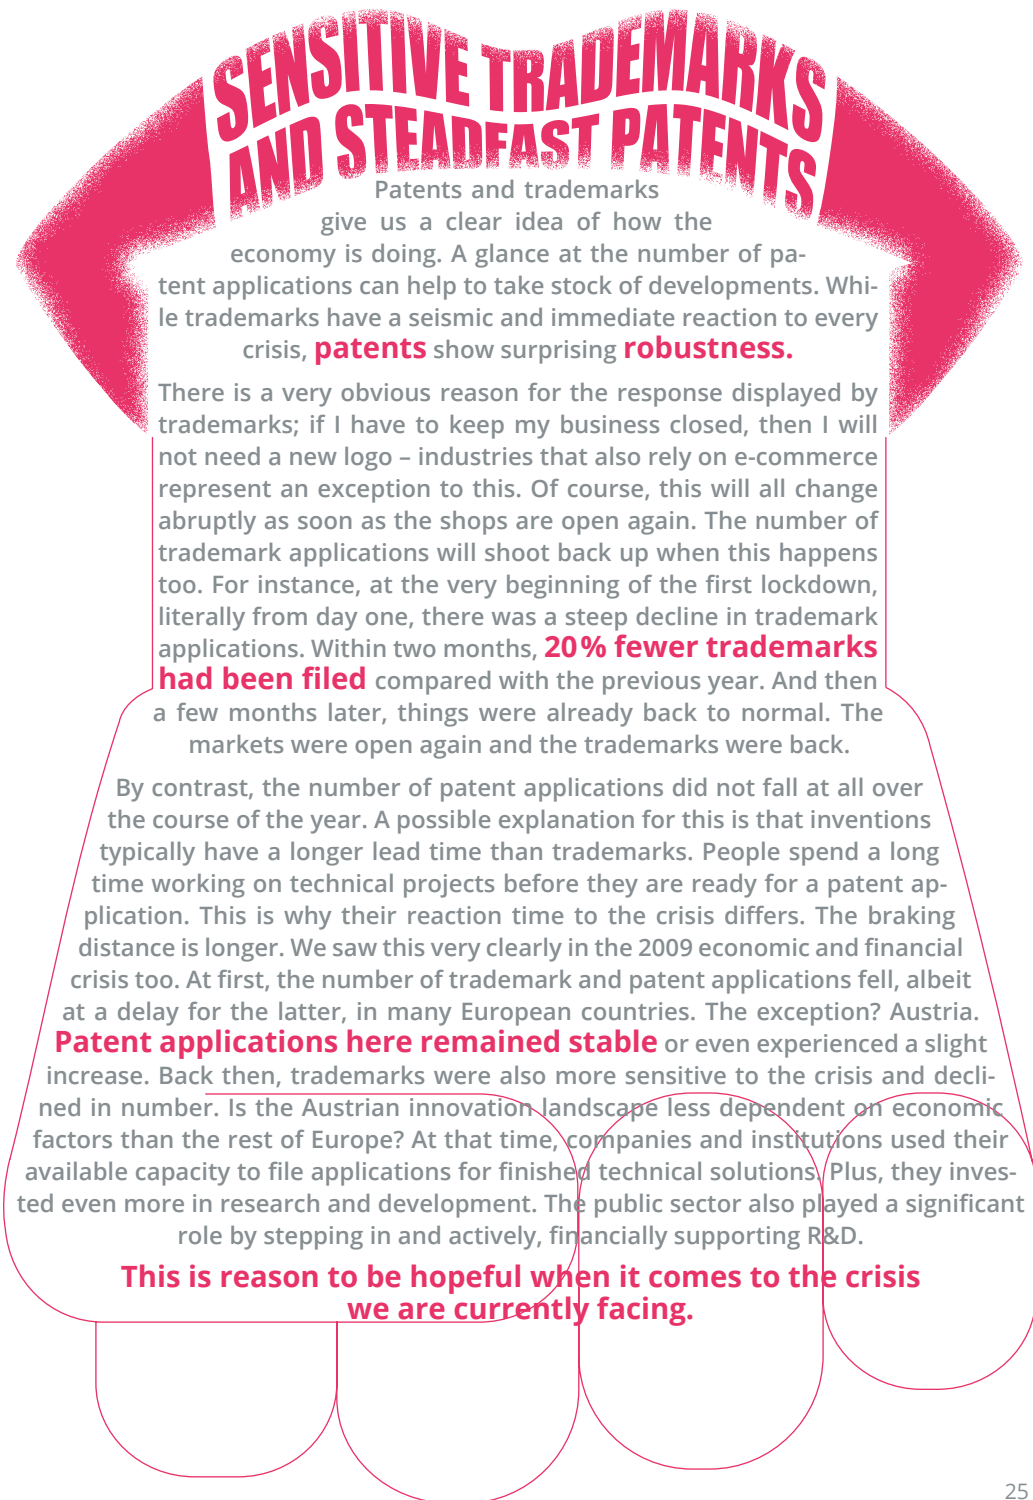 SENSITIVE TRADEMARKS
AND STEADFAST PATENTS
Patents and trademarks
give us a clear idea of how the
economy is doing. A glance at the number of pa-
tent applications can help to take stock of developments. Whi-
le trademarks have a seismic and immediate reaction to every
crisis, patents show surprising robustness.
There is a very obvious reason for the response displayed by
trademarks; if I have to keep my business closed, then I will
not need a new logo – industries that also rely on e-commerce
represent an exception to this. Of course, this will all change
abruptly as soon as the shops are open again. The number of
trademark applications will shoot back up when this happens
too. For instance, at the very beginning of the first lockdown,
literally from day one, there was a steep decline in trademark
applications. Within two months, 20% fewer trademarks
had been filed compared with the previous year. And then
a few months later, things were already back to normal. The
markets were open again and the trademarks were back.
By contrast, the number of patent applications did not fall at all over
the course of the year. A possible explanation for this is that inventions
typically have a longer lead time than trademarks. People spend a long
time working on technical projects before they are ready for a patent ap-
plication. This is why their reaction time to the crisis differs. The braking
distance is longer. We saw this very clearly in the 2009 economic and financial
crisis too. At first, the number of trademark and patent applications fell, albeit
at a delay for the latter, in many European countries. The exception? Austria.
Patent applications here remained stable or even experienced a slight
increase. Back then, trademarks were also more sensitive to the crisis and decli-
ned in number. Is the Austrian innovation landscape less dependent on economic
factors than the rest of Europe? At that time, companies and institutions used their
available capacity to file applications for finished technical solutions. Plus, they inves-
ted even more in research and development. The public sector also played a significant
role by stepping in and actively, financially supporting R&D.
This is reason to be hopeful when it comes to the crisis
we are currently facing.
25